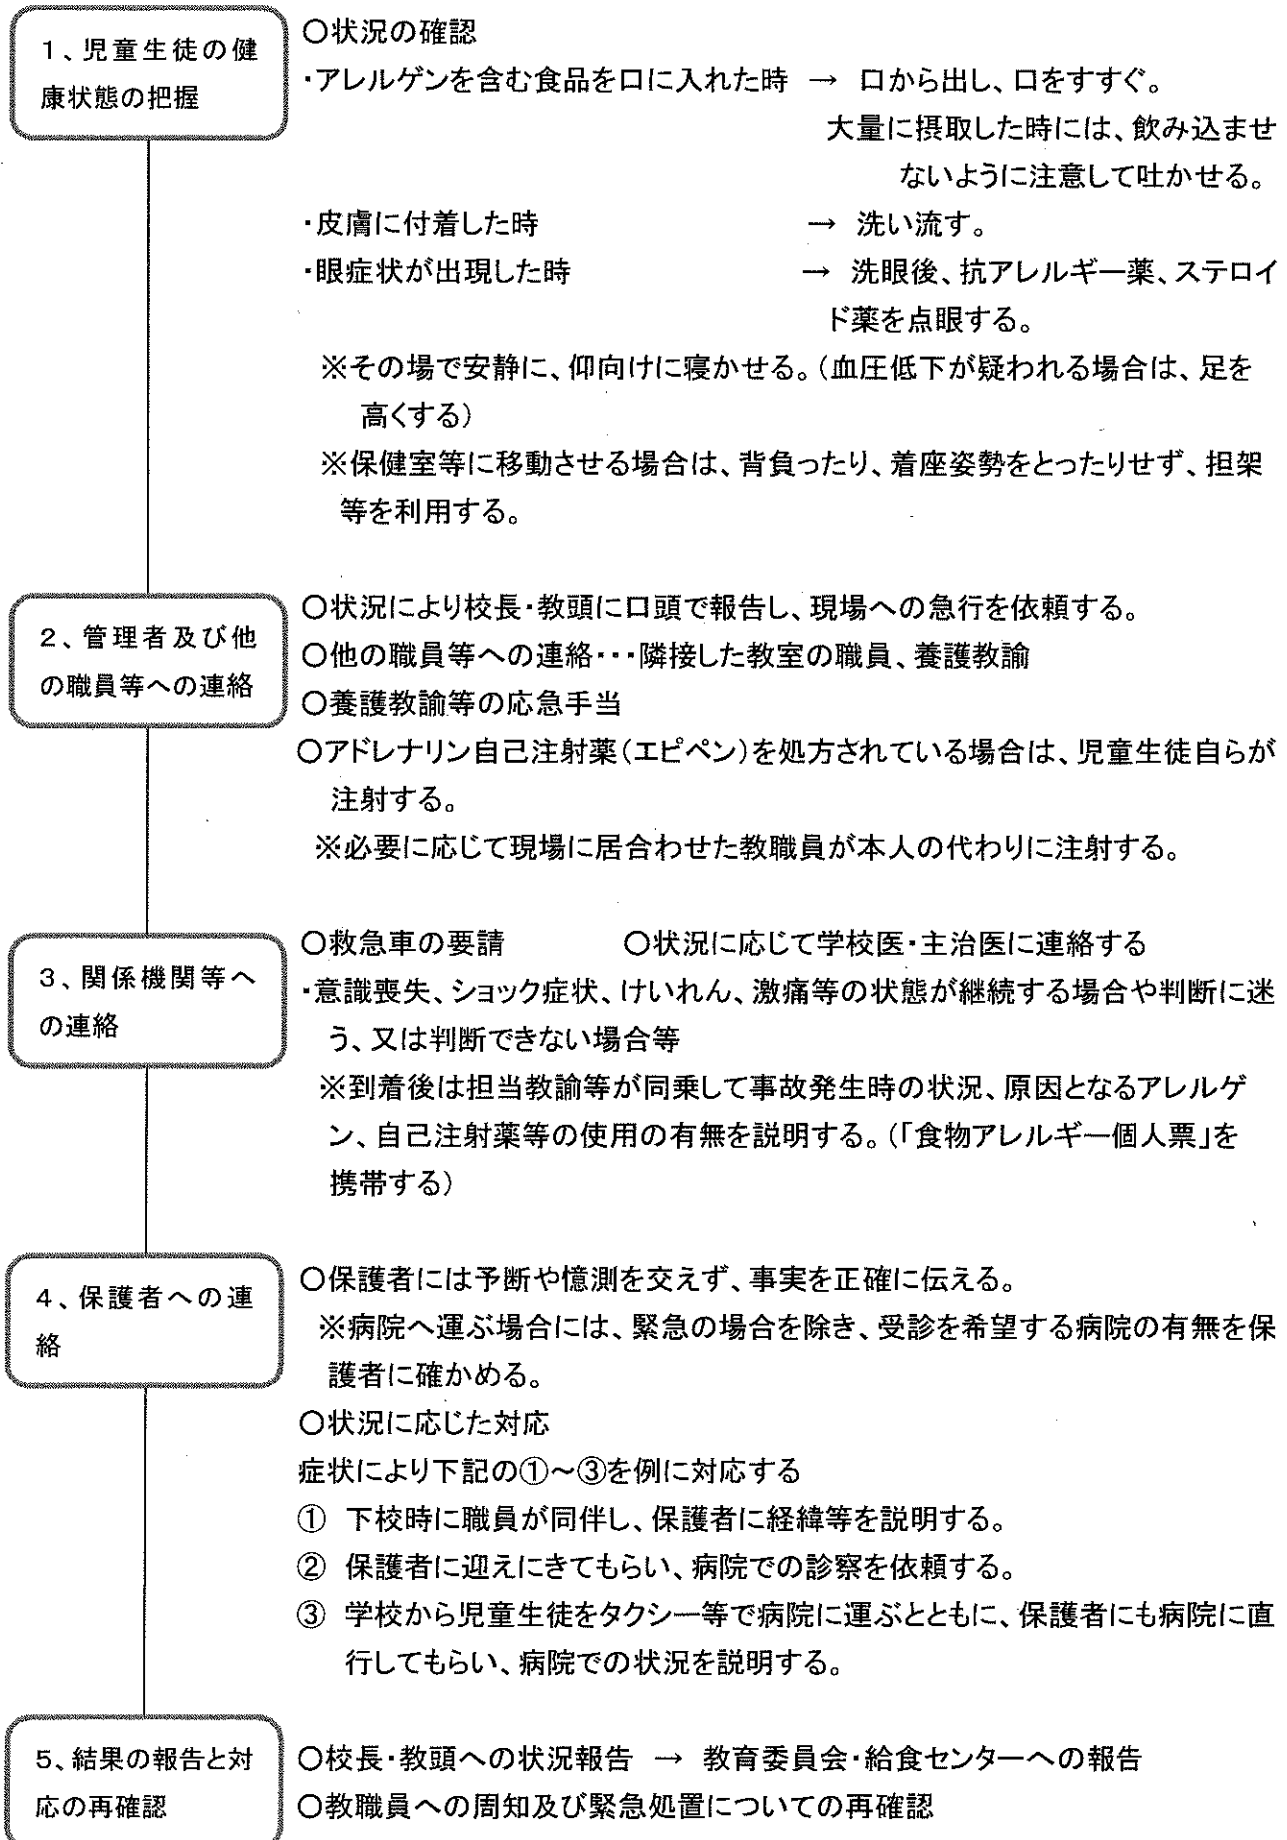 1、児童生徒の健
康状態の把握
〇状況の確認
・アレルゲンを含む食品を口に入れた時 → 口から出し、口をすすぐ。
大量に摂取した時には、飲み込ませ
ないように注意して吐かせる。
・皮膚に付着した時 → 洗い流す。
・眼症状が出現した時 → 洗眼後、抗アレルギー薬、ステロイ
ド薬を点眼する。
※その場で安静に、仰向けに寝かせる。(血圧低下が疑われる場合は、足を
高くする)
※保健室等に移動させる場合は、背負ったり、着座姿勢をとったりせず、担架
等を利用する。
2、管理者及び他
の職員等への連絡
〇状況により校長・教頭に口頭で報告し、現場への急行を依頼する。
〇他の職員等への連絡・・・隣接した教室の職員、養護教諭
〇養護教諭等の応急手当
〇アドレナリン自己注射薬(エピペン)を処方されている場合は、児童生徒自らが
注射する。
※必要に応じて現場に居合わせた教職員が本人の代わりに注射する。
3、関係機関等へ
の連絡
〇救急車の要請 〇状況に応じて学校医・主治医に連絡する
・意識喪失、ショック症状、けいれん、激痛等の状態が継続する場合や判断に迷
う、又は判断できない場合等
※到着後は担当教諭等が同乗して事故発生時の状況、原因となるアレルゲ
ン、自己注射薬等の使用の有無を説明する。(「食物アレルギー個人票」を
携帯する)
4、保護者への連
絡
〇保護者には予断や憶測を交えず、事実を正確に伝える。
※病院へ運ぶ場合には、緊急の場合を除き、受診を希望する病院の有無を保
護者に確かめる。
〇状況に応じた対応
症状により下記の①～③を例に対応する
① 下校時に職員が同伴し、保護者に経緯等を説明する。
② 保護者に迎えにきてもらい、病院での診察を依頼する。
③ 学校から児童生徒をタクシー等で病院に運ぶとともに、保護者にも病院に直
行してもらい、病院での状況を説明する。
5、結果の報告と対
応の再確認
〇校長・教頭への状況報告 → 教育委員会・給食センターへの報告
〇教職員への周知及び緊急処置についての再確認